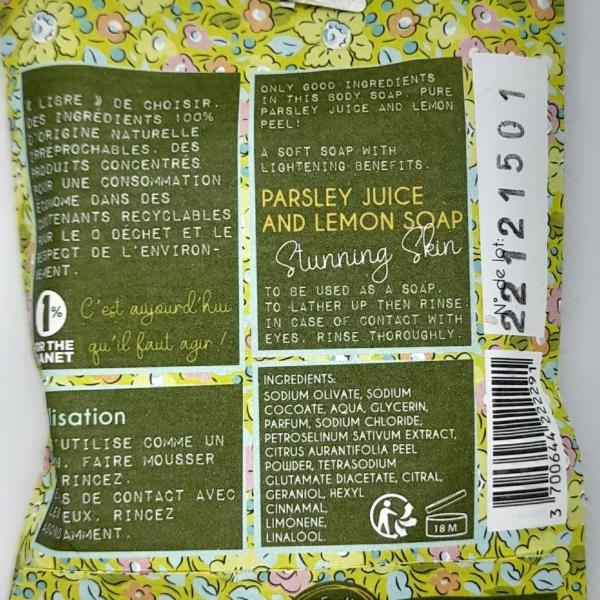 « LIBRE » DE CHOISIR.
DES INGRÉDIENTS 100%
D'ORIGINE NATURELLE
IRRÉPROCHABLES. DES
PRODUITS CONCENTRÉS
POUR UNE CONSOMMATION
ÉCONOME DANS DES
CONTENANTS RECYCLABLES
POUR LE 0 DÉCHET ET LE
RESPECT DE L'ENVIRON-
NEMENT.
1%
FOR THE
PLANET
C'est aujourd'hui
qu'il faut agir !
lisation
UTILISE COMME UN
FAIRE MOUSSER
RINCEZ.
DE CONTACT AVEC
YEUX, RINCEZ
ABONDAMMENT.
ONLY GOOD INGREDIENTS
IN THIS BODY SOAP. PURE
PARSLEY JUICE AND LEMON
PEEL!
A SOFT SOAP WITH
LIGHTENING BENEFITS.
PARSLEY JUICE
AND LEMON SOAP
Stunning Skin
TO BE USED AS A SOAP.
TO LATHER UP THEN RINSE.
IN CASE OF CONTACT WITH
EYES, RINSE THOROUGHLY.
INGREDIENTS:
SODIUM OLIVATE, SODIUM
COCOATE, AQUA, GLYCERIN,
PARFUM, SODIUM CHLORIDE,
PETROSELINUM SATIVUM EXTRACT,
CITRUS AURANTIFOLIA PEEL
POWDER, TETRASODIUM
GLUTAMATE DIACETATE, CITRAL,
GERANIOL, HEXYL
CINNAMAL,
LIMONENE,
LINALOOL.
18 M
N° de lot:
22121501
3 700644 222291